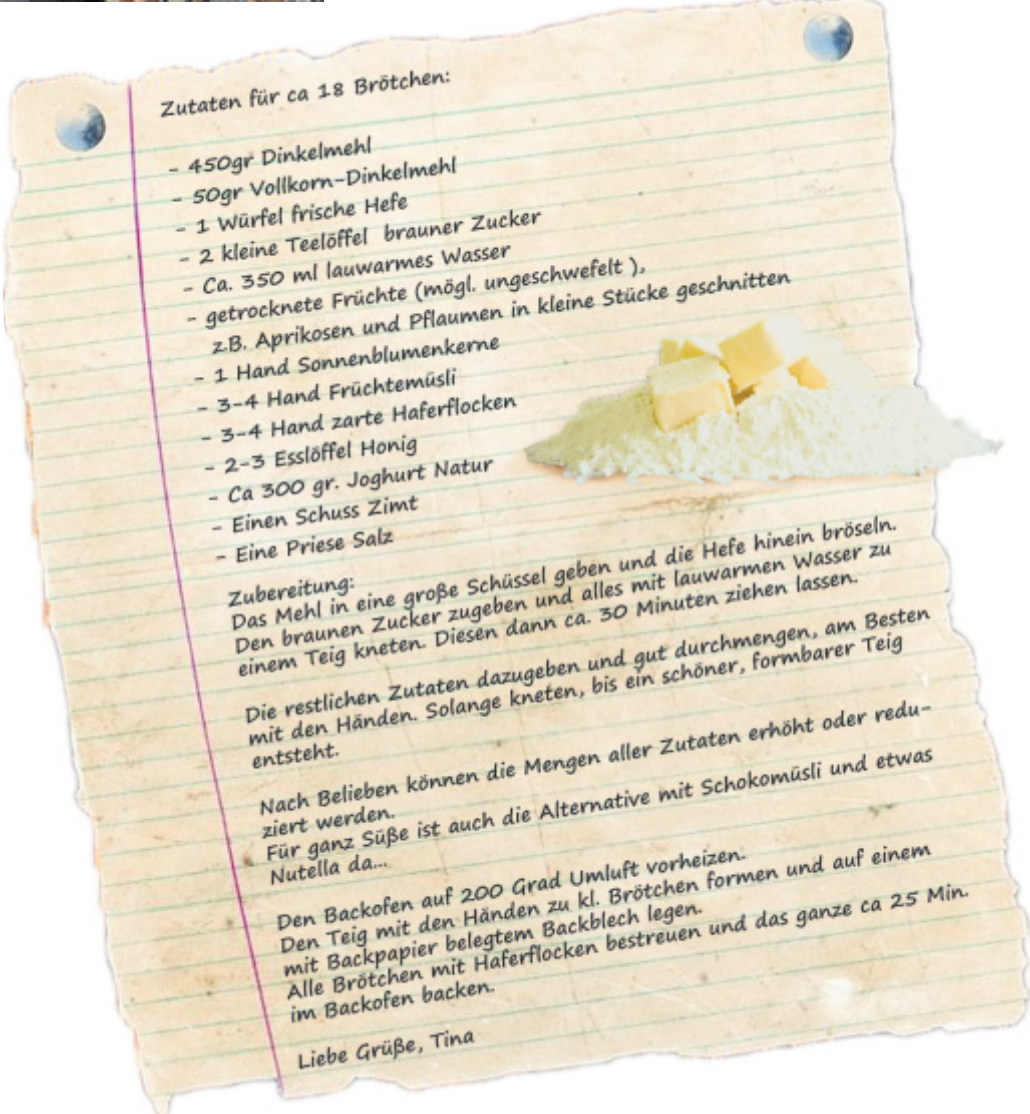 Zutaten für ca 18 Brötchen:
- 450gr Dinkelmehl
- 50gr Vollkorn-Dinkelmehl
- 1 Würfel frische Hefe
- 2 kleine Teelöffel brauner Zucker
- Ca. 350 ml lauwarmes Wasser
- getrocknete Früchte (mögl. ungeschwefelt ),
z.B. Aprikosen und Pflaumen in kleine Stücke geschnitten
- 1 Hand Sonnenblumenkerne
- 3-4 Hand Früchtemüsli
- 3-4 Hand zarte Haferflocken
- 2-3 Esslöffel Honig
- Ca 300 gr. Joghurt Natur
- Einen Schuss Zimt
- Eine Priese Salz
Zubereitung:
Das Mehl in eine große Schüssel geben und die Hefe hinein bröseln.
Den braunen Zucker zugeben und alles mit lauwarmen Wasser zu
einem Teig kneten. Diesen dann ca. 30 Minuten ziehen lassen.
Die restlichen Zutaten dazugeben und gut durchmengen, am Besten
mit den Händen. Solange kneten, bis ein schöner, formbarer Teig
entsteht.
Nach Belieben können die Mengen aller Zutaten erhöht oder redu-
ziert werden.
Für ganz Süße ist auch die Alternative mit Schokomüsli und etwas
Nutella da...
Den Backofen auf 200 Grad Umluft vorheizen.
Den Teig mit den Händen zu kl. Brötchen formen und auf einem
mit Backpapier belegtem Backblech legen.
Alle Brötchen mit Haferflocken bestreuen und das ganze ca 25 Min.
im Backofen backen.
Liebe Grüße, Tina